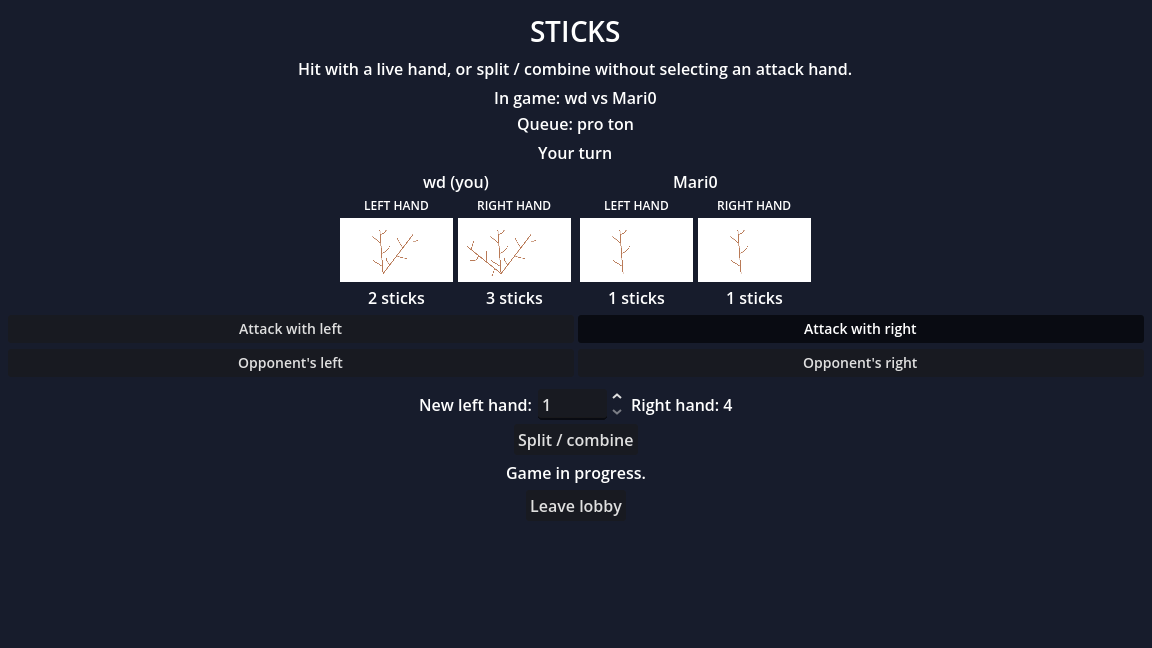 STICKS
Hit with a live hand, or split / combine without selecting an attack hand.
In game: wd vs Mari0
Queue: pro ton
Your turn
wd (you)
Mari0
LEFT HAND
RIGHT HAND
LEFT HAND
RIGHT HAND
2 sticks
3 sticks
1 sticks
1 sticks
Attack with left
Attack with right
Opponent's left
Opponent's right
New left hand: 1 Right hand: 4
Split / combine
Game in progress.
Leave lobby